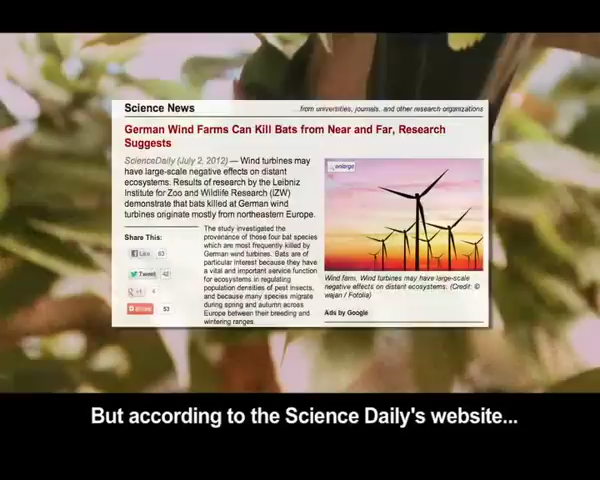 Science News
from universities, journals, and other research organizations
German Wind Farms Can Kill Bats from Near and Far, Research
Suggests
ScienceDaily (July 2, 2012) — Wind turbines may
have large-scale negative effects on distant
ecosystems. Results of research by the Leibniz
Institute for Zoo and Wildlife Research (IZW)
demonstrate that bats killed at German wind
turbines originate mostly from northeastern Europe.
enlarge
Share This:
Like 63
Tweet 42
+1 4
Share 53
The study investigated the
provenance of those four bat species
which are most frequently killed by
German wind turbines. Bats are of
particular interest because they have
a vital and important service function
for ecosystems in regulating
population densities of pest insects,
and because many species migrate
during spring and autumn across
Europe between their breeding and
wintering ranges.
Wind farm. Wind turbines may have large-scale
negative effects on distant ecosystems. (Credit: ©
wajan / Fotolia)
Ads by Google
But according to the Science Daily's website...